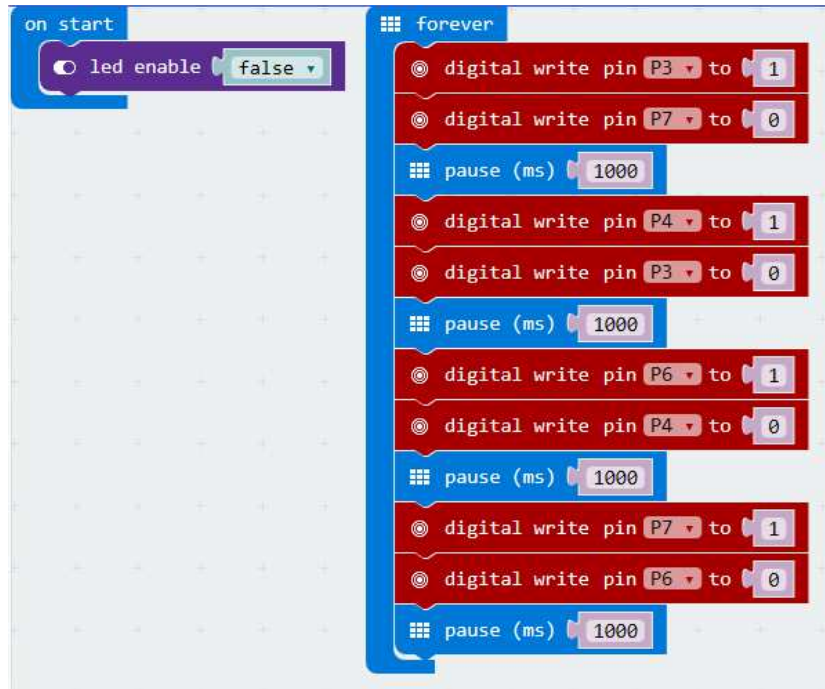 on start
led enable false
forever
digital write pin P3 to 1
digital write pin P7 to 0
pause (ms) 1000
digital write pin P4 to 1
digital write pin P3 to 0
pause (ms) 1000
digital write pin P6 to 1
digital write pin P4 to 0
pause (ms) 1000
digital write pin P7 to 1
digital write pin P6 to 0
pause (ms) 1000